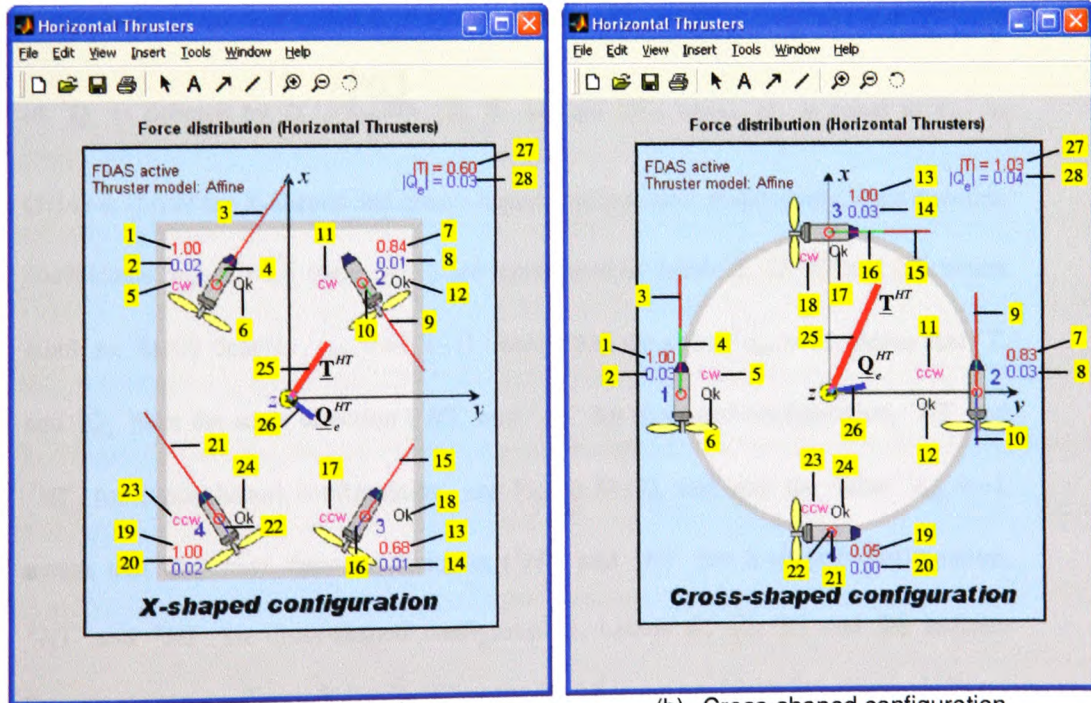 Horizontal Thrusters
File Edit View Insert Tools Window Help
Force distribution (Horizontal Thrusters)
FDAS active
Thruster model: Affine
|T| = 0.60
|Qe| = 0.03
27
28
x
3
1
2
5
1.00
0.02
cw
1
4
Ok
6
11
cw
0.84
0.01
2
Ok
7
8
12
10
9
25
T^HT
z
Qe^HT
y
26
21
24
17
15
23
19
20
ccw
4
Ok
22
1.00
0.02
ccw
3
Ok
0.68
0.01
16
18
13
14
X-shaped configuration
Horizontal Thrusters
File Edit View Insert Tools Window Help
Force distribution (Horizontal Thrusters)
FDAS active
Thruster model: Affine
|T| = 1.03
|Qe| = 0.04
27
28
x
1.00
3 0.03
13
14
cw
Ok
18
17
16
15
3
T^HT
25
11
9
1
2
1.00
0.03
1
cw
Ok
4
5
6
Qe^HT
z
26
ccw
2
0.83
0.03
7
8
y
Ok
12
10
23
24
ccw
Ok
4
0.05
0.00
19
20
22
21
Cross-shaped configuration
(b) Cross-shaped configuration